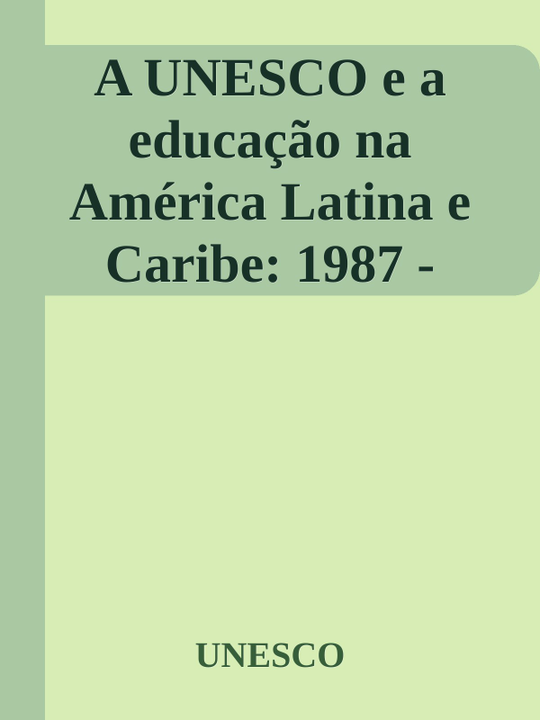 A UNESCO e a
educação na
América Latina e
Caribe: 1987 -
UNESCO